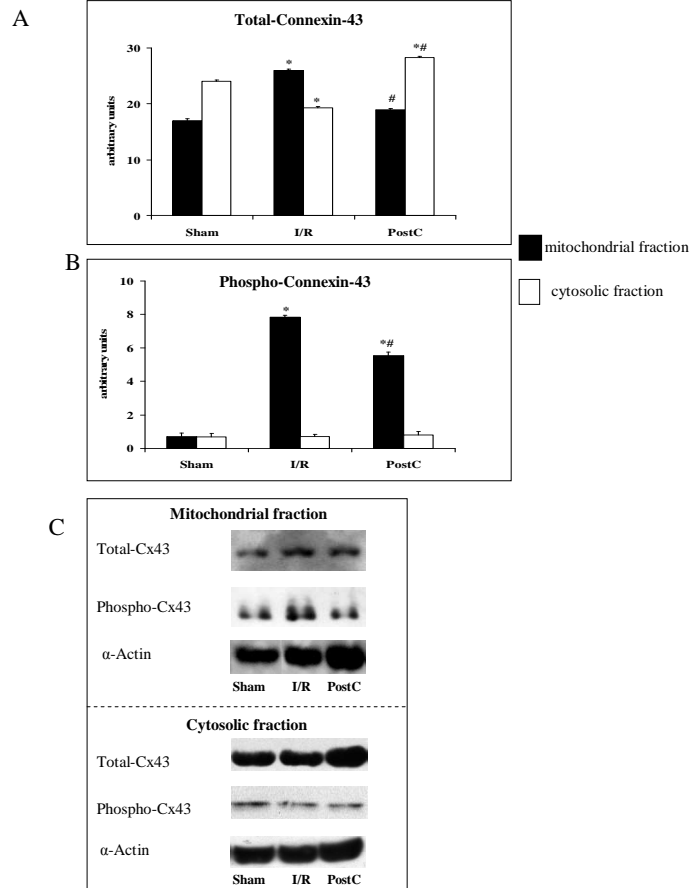 A
Total-Connexin-43
30
20
10
0
arbitrary units
*
*
#
*#
Sham I/R PostC
mitochondrial fraction
cytosolic fraction
B
Phospho-Connexin-43
10
8
6
4
2
0
arbitrary units
*
*#
Sham I/R PostC
C
Mitochondrial fraction
Total-Cx43
Phospho-Cx43
α-Actin
Sham I/R PostC
Cytosolic fraction
Total-Cx43
Phospho-Cx43
α-Actin
Sham I/R PostC